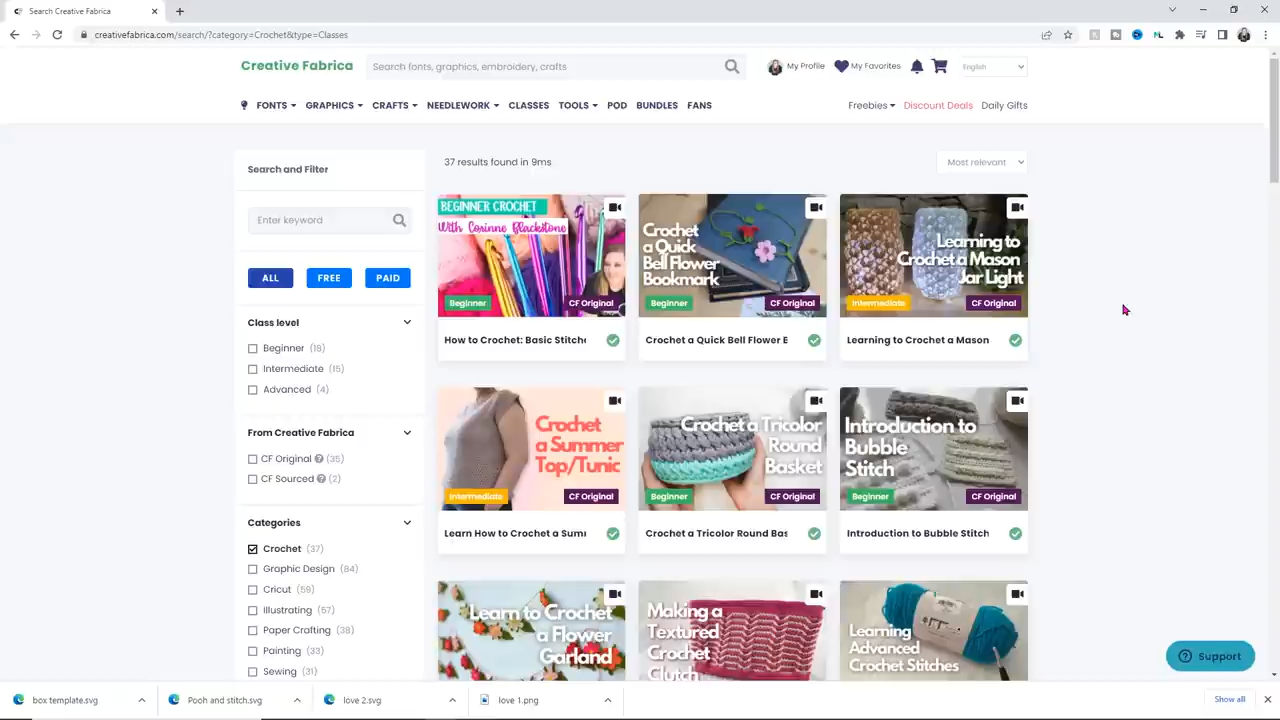 Search Creative Fabrica
creativefabrica.com/search/?category=Crochet&type=Classes
Creative Fabrica
Search fonts, graphics, embroidery, crafts
My Profile
My Favorites
English
FONTS
GRAPHICS
CRAFTS
NEEDLEWORK
CLASSES
TOOLS
POD
BUNDLES
FANS
Freebies
Discount Deals
Daily Gifts
Search and Filter
Enter keyword
ALL
FREE
PAID
Class level
Beginner (18)
Intermediate (15)
Advanced (4)
From Creative Fabrica
CF Original (35)
CF Sourced (2)
Categories
Crochet (37)
Graphic Design (84)
Cricut (59)
Illustrating (57)
Paper Crafting (38)
Painting (33)
Sewing (31)
37 results found in 9ms
Most relevant
BEGINNER CROCHET
With Corinne Blackstone
Beginner
CF Original
How to Crochet: Basic Stitche
Crochet
a Quick
Bell Flower
Bookmark
Beginner
CF Original
Crochet a Quick Bell Flower B
Learning to
Crochet a Mason
Jar Light
Intermediate
CF Original
Learning to Crochet a Mason
Crochet
a Summer
Top/Tunic
Intermediate
CF Original
Learn How to Crochet a Sum
Crochet a Tricolor
Round
Basket
Beginner
CF Original
Crochet a Tricolor Round Bas
Introduction to
Bubble
Stitch
Beginner
CF Original
Introduction to Bubble Stitch
Learn to Crochet
a Flower
Garland
Making a
Textured
Crochet
Clutch
Learning
Advanced
Crochet Stitches
Support
box template.svg
Pooh and stitch.svg
love 2.svg
love 1.png
Show all